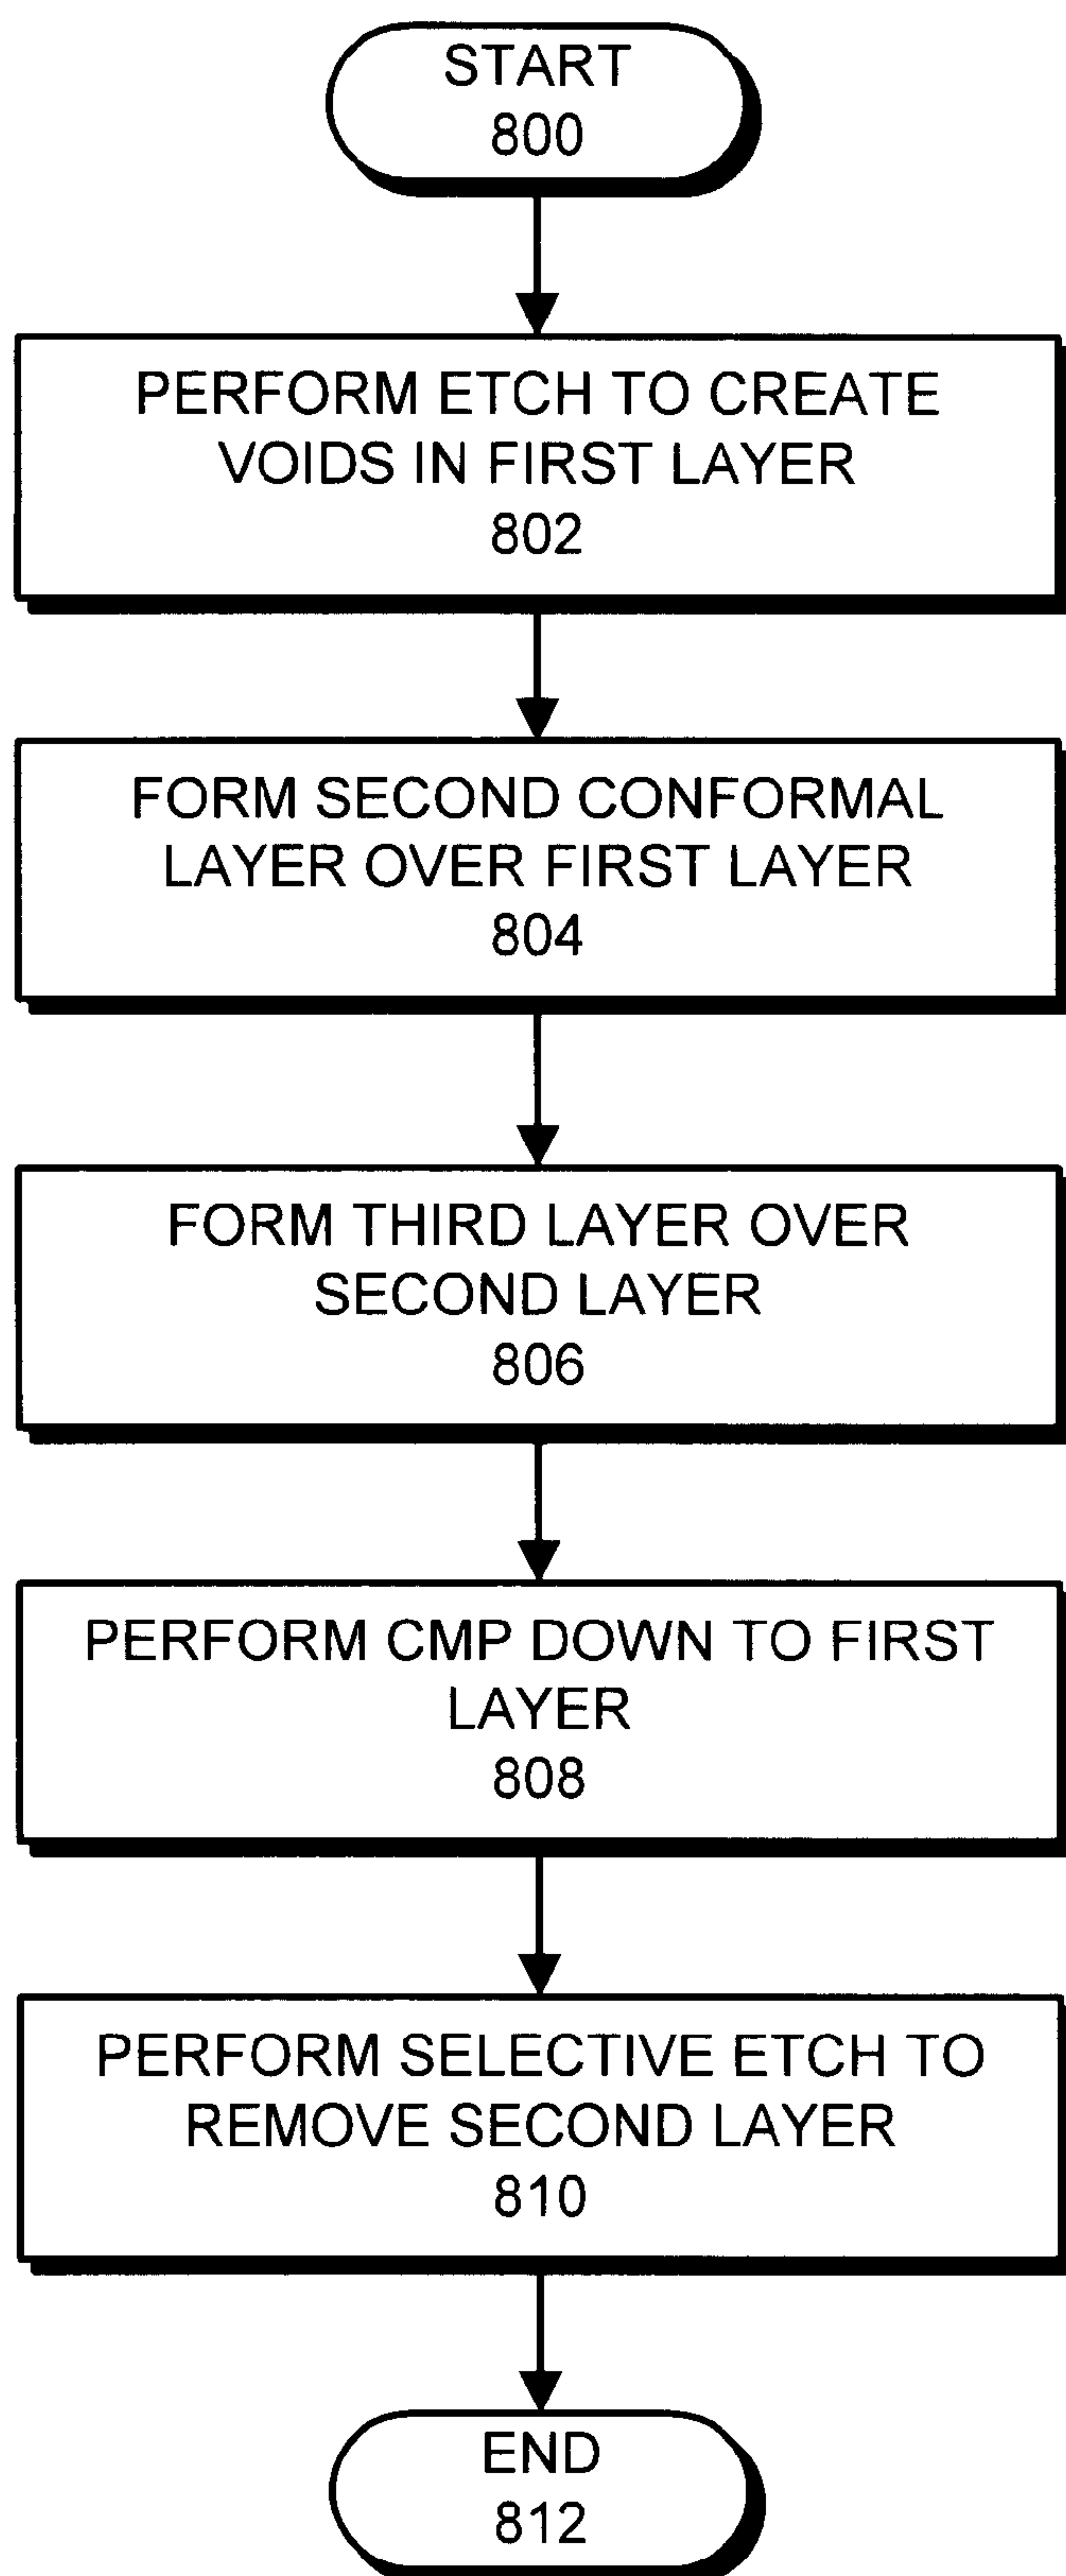 START
800
PERFORM ETCH TO CREATE
VOIDS IN FIRST LAYER
802
FORM SECOND CONFORMAL
LAYER OVER FIRST LAYER
804
FORM THIRD LAYER OVER
SECOND LAYER
806
PERFORM CMP DOWN TO FIRST
LAYER
808
PERFORM SELECTIVE ETCH TO
REMOVE SECOND LAYER
810
END
812